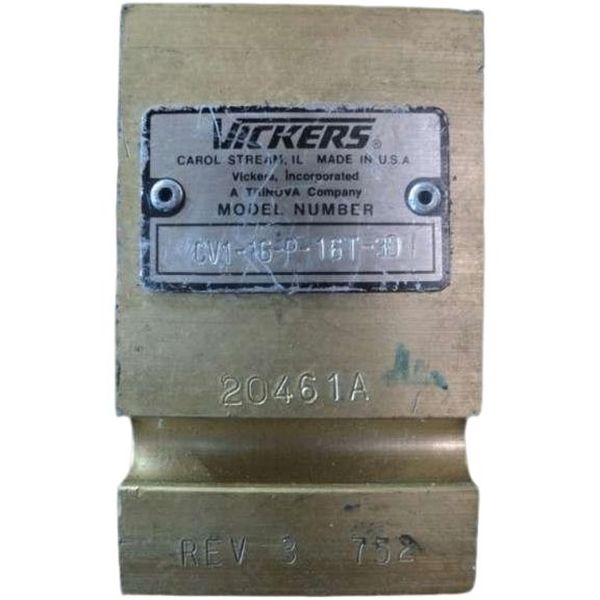 VICKERS®
CAROL STREAM, IL MADE IN U.S.A
Vickers, Incorporated
A TRINOVA Company
MODEL NUMBER
CV1-16-P-16T-30
20461A
REV 3 752